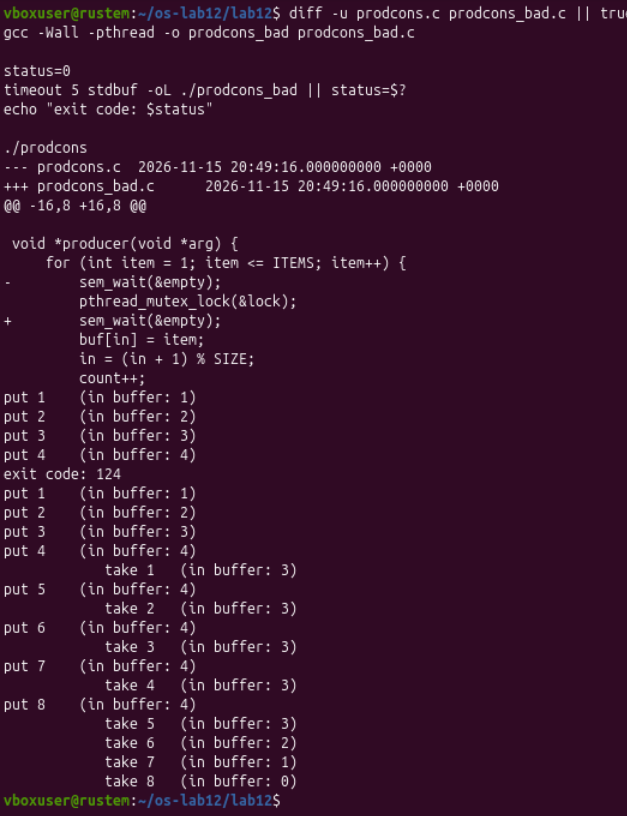 vboxuser@rustem:~/os-lab12/lab12$ diff -u prodcons.c prodcons_bad.c || tru
gcc -Wall -pthread -o prodcons_bad prodcons_bad.c

status=0
timeout 5 stdbuf -oL ./prodcons_bad || status=$?
echo "exit code: $status"

./prodcons
--- prodcons.c  2026-11-15 20:49:16.000000000 +0000
+++ prodcons_bad.c      2026-11-15 20:49:16.000000000 +0000
@@ -16,8 +16,8 @@

 void *producer(void *arg) {
     for (int item = 1; item <= ITEMS; item++) {
-        sem_wait(&empty);
         pthread_mutex_lock(&lock);
+        sem_wait(&empty);
         buf[in] = item;
         in = (in + 1) % SIZE;
         count++;
put 1    (in buffer: 1)
put 2    (in buffer: 2)
put 3    (in buffer: 3)
put 4    (in buffer: 4)
exit code: 124
put 1    (in buffer: 1)
put 2    (in buffer: 2)
put 3    (in buffer: 3)
put 4    (in buffer: 4)
            take 1   (in buffer: 3)
put 5    (in buffer: 4)
            take 2   (in buffer: 3)
put 6    (in buffer: 4)
            take 3   (in buffer: 3)
put 7    (in buffer: 4)
            take 4   (in buffer: 3)
put 8    (in buffer: 4)
            take 5   (in buffer: 3)
            take 6   (in buffer: 2)
            take 7   (in buffer: 1)
            take 8   (in buffer: 0)
vboxuser@rustem:~/os-lab12/lab12$